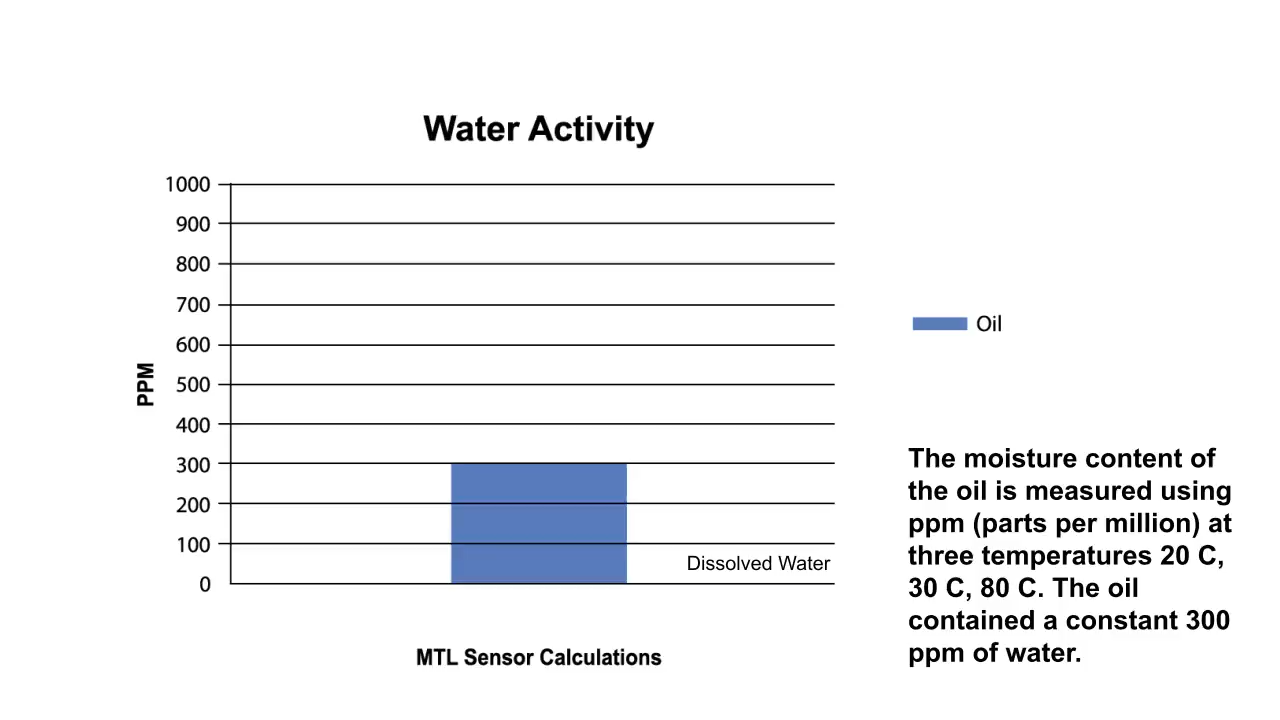 Water Activity
1000
900
800
700
600
500
400
300
200
100
0
PPM
Dissolved Water
MTL Sensor Calculations
Oil
The moisture content of
the oil is measured using
ppm (parts per million) at
three temperatures 20 C,
30 C, 80 C. The oil
contained a constant 300
ppm of water.